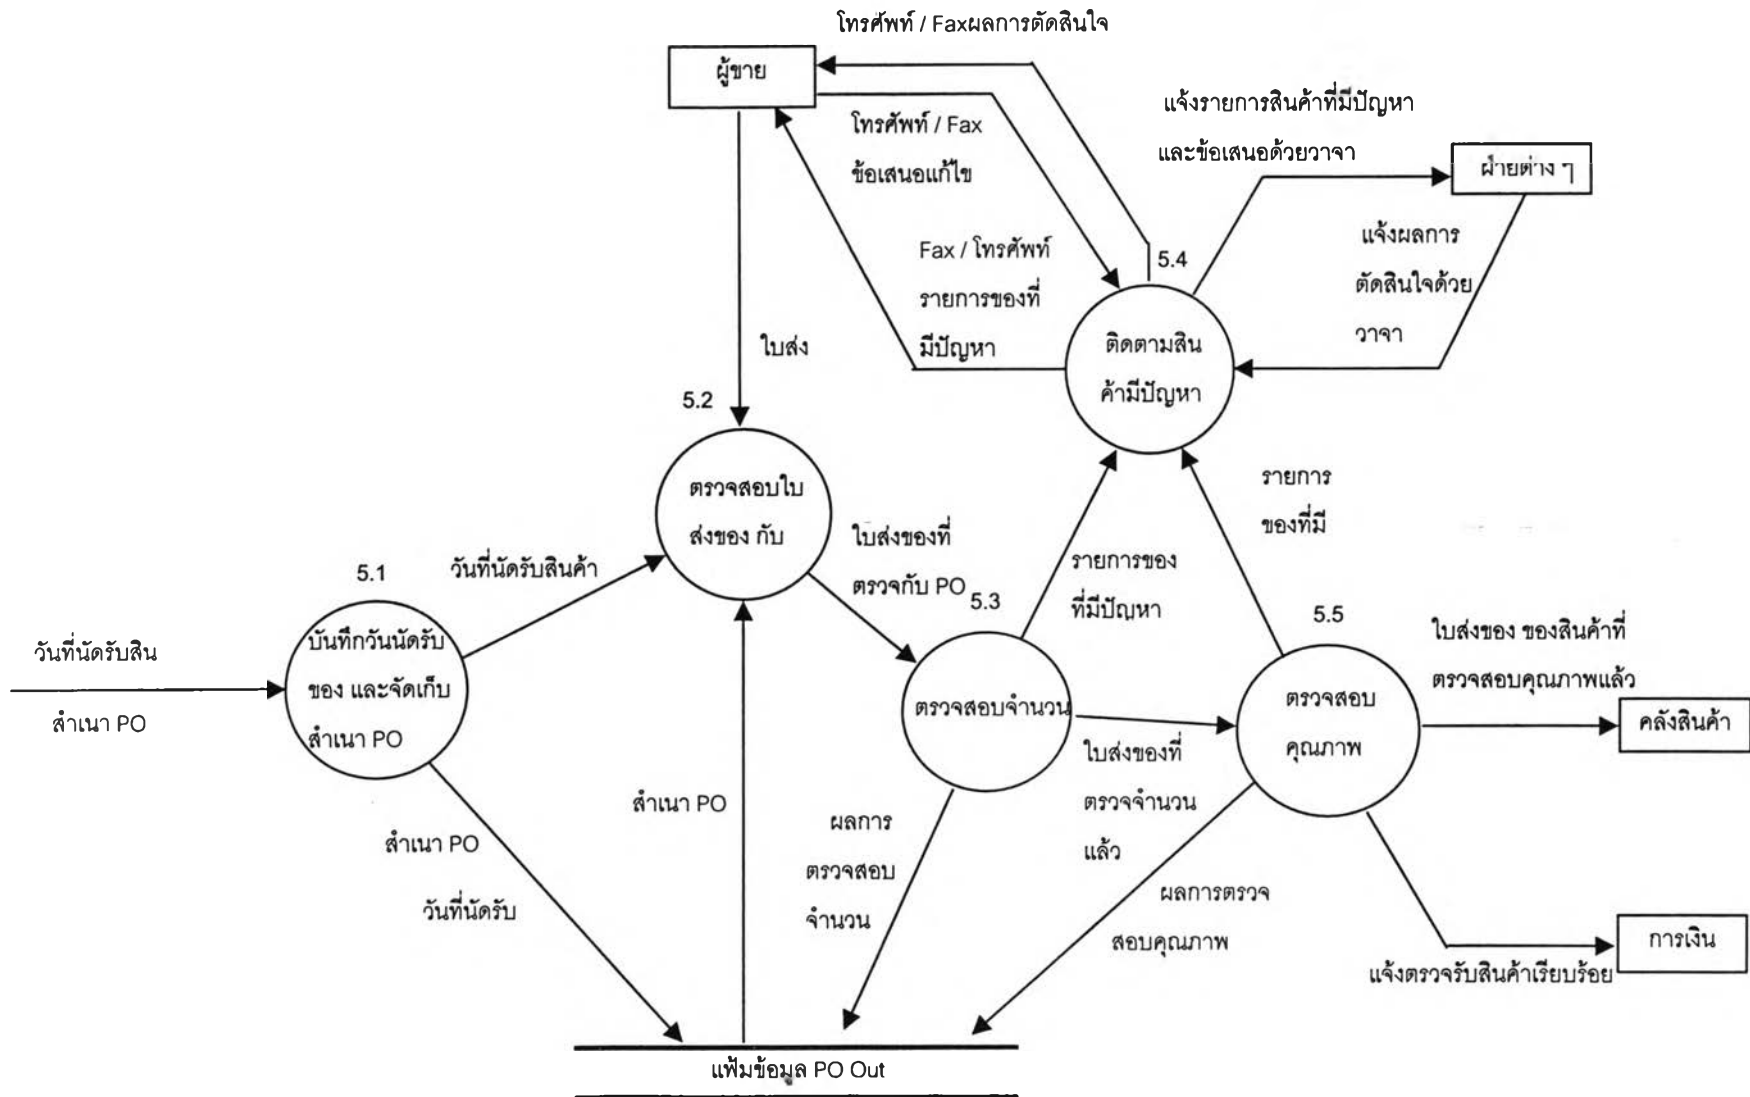 โทรศัพท์ / Faxผลการตัดสินใจ
ผู้ขาย
แจ้งรายการสินค้าที่มีปัญหา
และข้อเสนอด้วยวาจา
โทรศัพท์ / Fax
ข้อเสนอแก้ไข
ฝ่ายต่าง ๆ
Fax / โทรศัพท์
รายการของที่
มีปัญหา
5.4
แจ้งผลการ
ตัดสินใจด้วย
วาจา
ติดตามสิน
ค้ามีปัญหา
ใบส่ง
5.2
ตรวจสอบใบ
ส่งของ กับ
รายการ
ของที่มี
ใบส่งของที่
ตรวจกับ PO
รายการของ
ที่มีปัญหา
5.1
วันที่นัดรับสินค้า
5.3
5.5
วันที่นัดรับสิน
สำเนา PO
บันทึกวันนัดรับ
ของ และจัดเก็บ
สำเนา PO
ตรวจสอบจำนวน
ตรวจสอบ
คุณภาพ
ใบส่งของ ของสินค้าที่
ตรวจสอบคุณภาพแล้ว
คลังสินค้า
ใบส่งของที่
ตรวจจำนวน
แล้ว
สำเนา PO
สำเนา PO
วันที่นัดรับ
ผลการ
ตรวจสอบ
จำนวน
ผลการตรวจ
สอบคุณภาพ
การเงิน
แจ้งตรวจรับสินค้าเรียบร้อย
แฟ้มข้อมูล PO Out